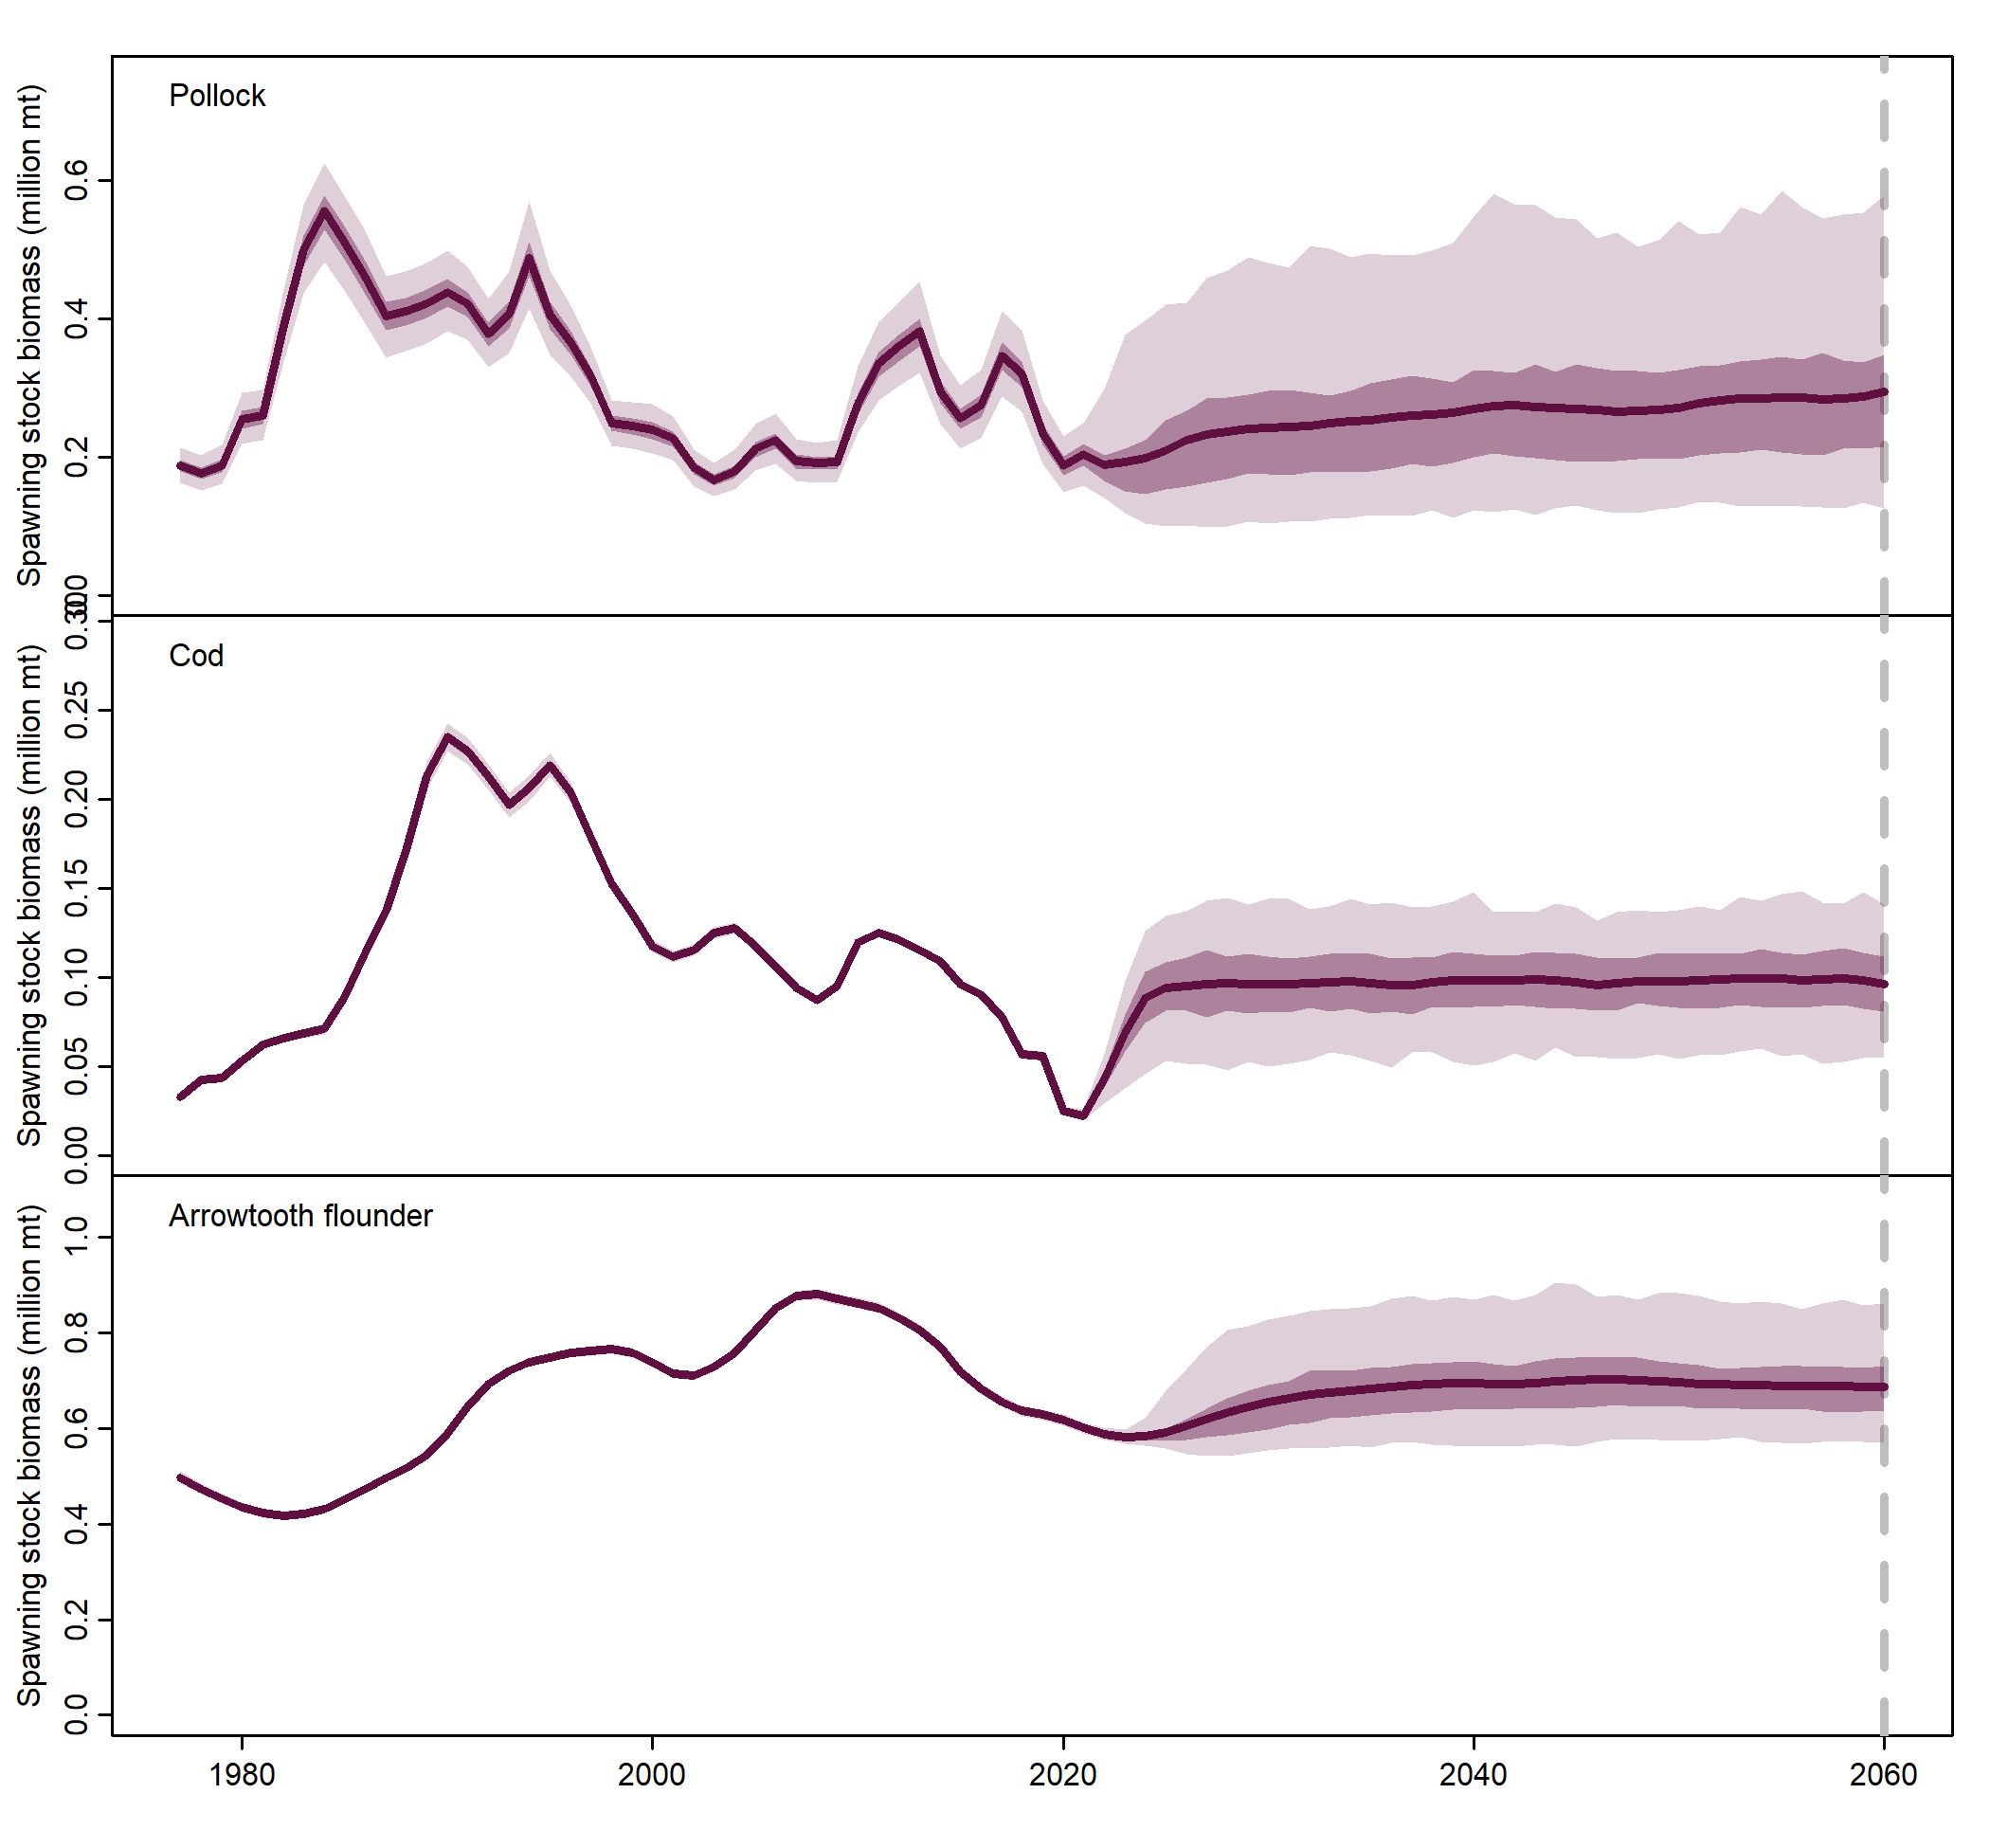 Pollock
Spawning stock biomass (million mt)
0.6
0.4
0.2
0.0
Cod
Spawning stock biomass (million mt)
0.30
0.25
0.20
0.15
0.10
0.05
0.00
Arrowtooth flounder
Spawning stock biomass (million mt)
1.0
0.8
0.6
0.4
0.2
0.0
1980 2000 2020 2040 2060